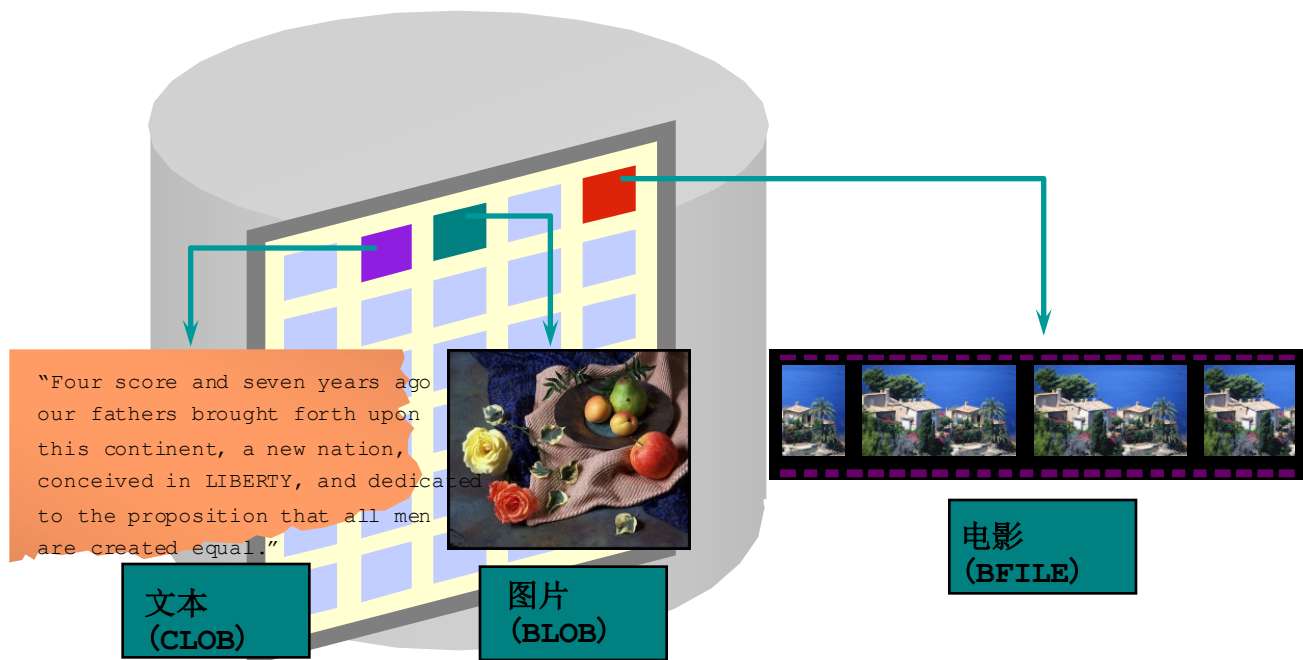 “Four score and seven years ago
our fathers brought forth upon
this continent, a new nation,
conceived in LIBERTY, and dedicated
to the proposition that all men
are created equal.”
文本
(CLOB)
图片
(BLOB)
电影
(BFILE)